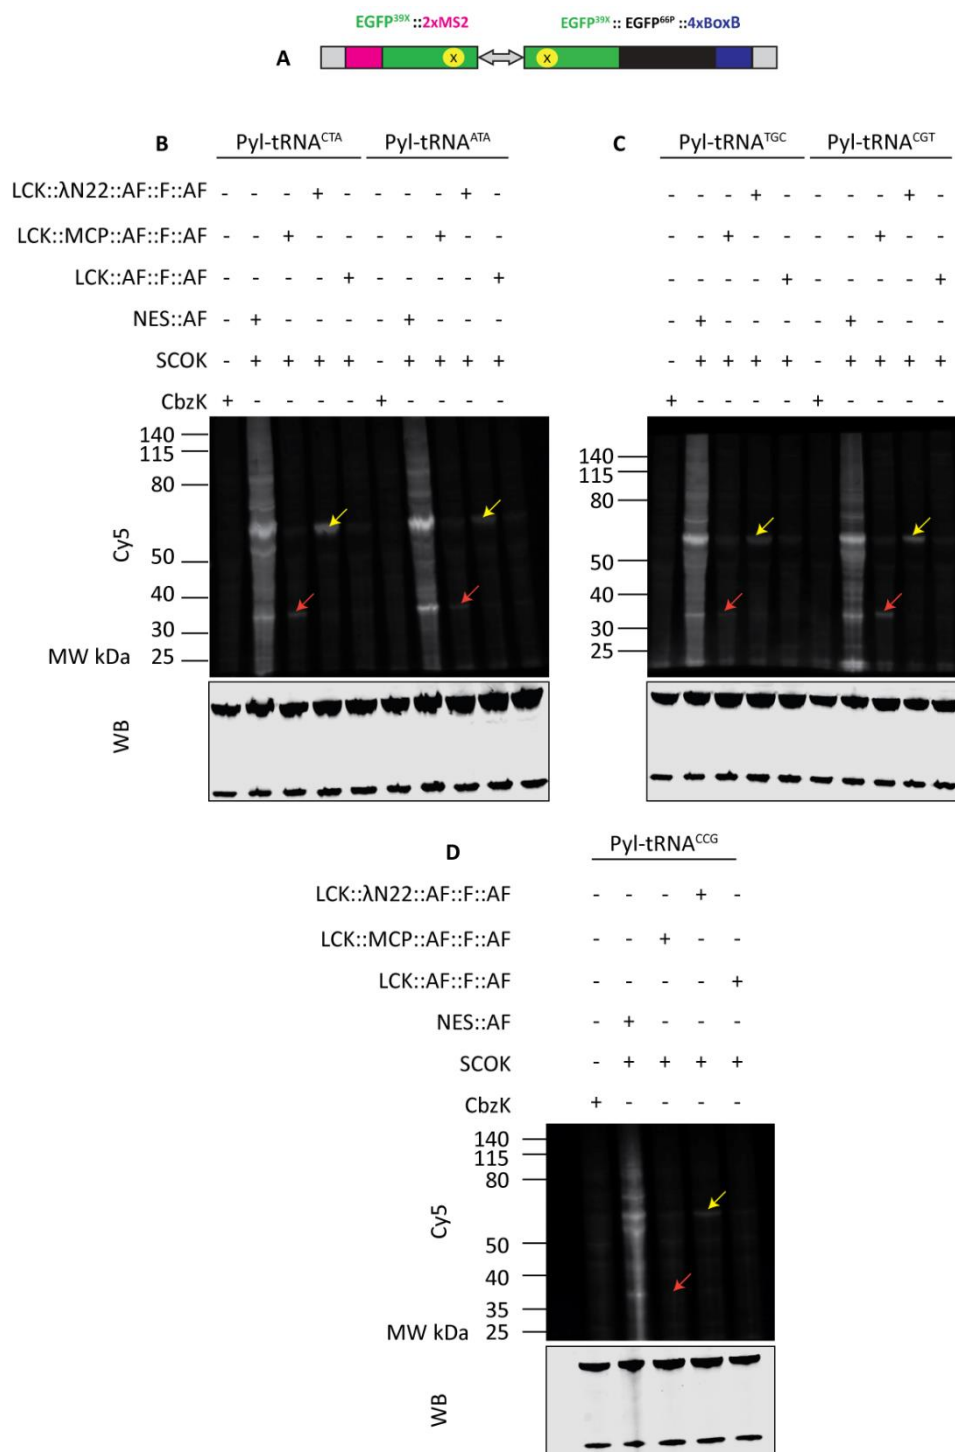 EGFP39X::2xMS2 EGFP39X:: EGFP66P::4xBoxB
A X X
B Pyl-tRNACTA Pyl-tRNAATA C Pyl-tRNATGC Pyl-tRNACGT
LCK::λN22::AF::F::AF - - - + - - - + - - - - + - - - - + -
LCK::MCP::AF::F::AF - - + - - - - + - - - - + - - - - + - -
LCK::AF::F::AF - - - - + - - - - + - - - - + - - - - +
NES::AF - + - - - - + - - - - + - - - - + - - -
SCOK - + + + + - + + + + - + + + + - + + + +
CbzK + - - - - + - - - - + - - - - + - - - -
140 140
115 115
80 80
Cy5
50 50
40 40
30 30
25 25
MW kDa
WB
D Pyl-tRNACCG
LCK::λN22::AF::F::AF - - - + -
LCK::MCP::AF::F::AF - - + - -
LCK::AF::F::AF - - - - +
NES::AF - + - - -
SCOK - + + + +
CbzK + - - - -
140
115
80
Cy5
50
40
35
MW kDa 25
WB